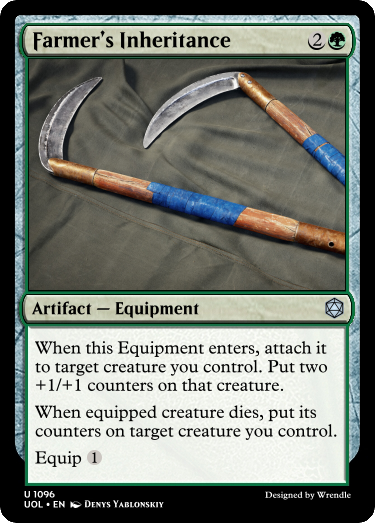 Farmer's Inheritance 2
Artifact — Equipment
When this Equipment enters, attach it
to target creature you control. Put two
+1/+1 counters on that creature.
When equipped creature dies, put its
counters on target creature you control.
Equip 1
U 1096
UOL • EN Denys Yablonskiy
Designed by Wrendle